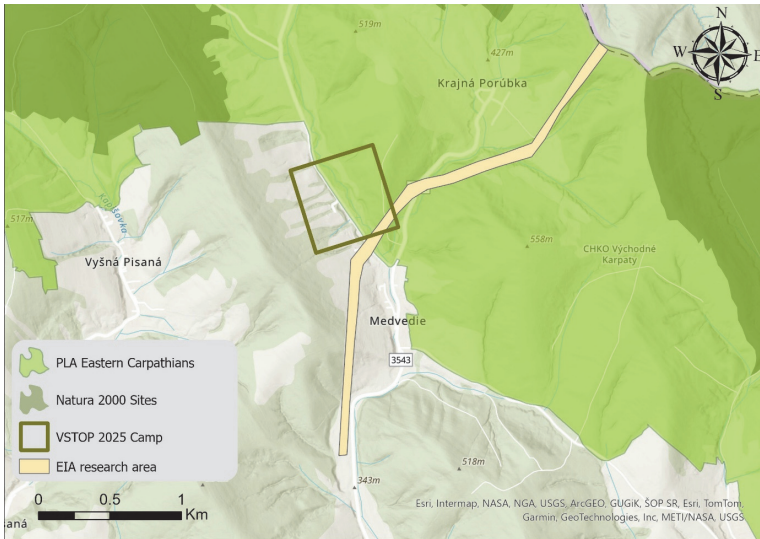 519m
427m
N
W
E
S
Krajná Porúbka
Kapišovka
517m
558m
CHKO Východné
Karpaty
Vyšná Pisaná
Medvedie
3543
PLA Eastern Carpathians
Natura 2000 Sites
VSTOP 2025 Camp
EIA research area
518m
343m
0 0.5 1
Km
saná
Esri, Intermap, NASA, NGA, USGS, ArcGEO, GUGiK, ŠOP SR, Esri, TomTom,
Garmin, GeoTechnologies, Inc, METI/NASA, USGS